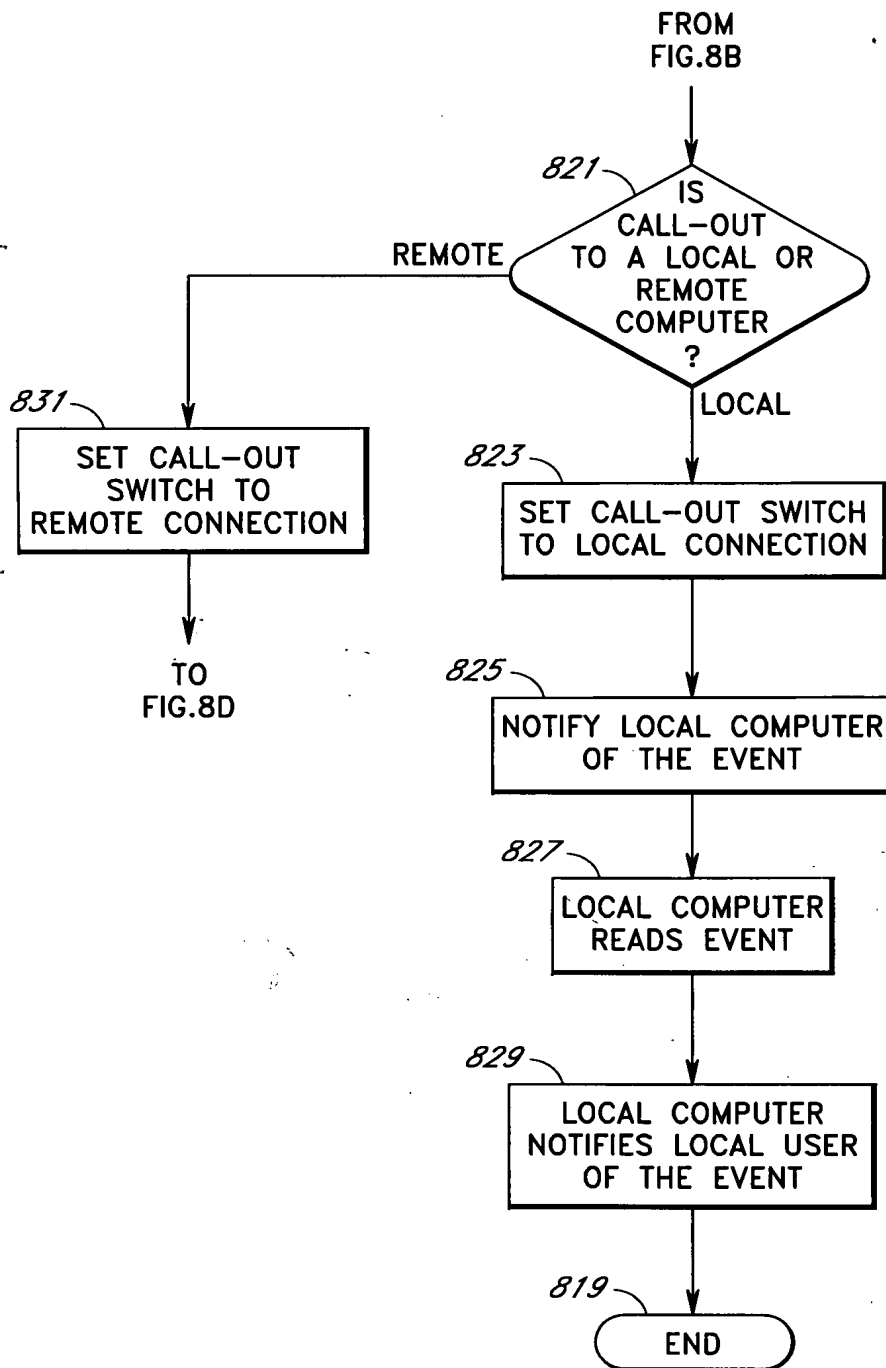 FROM
FIG.8B
821
IS
CALL-OUT
TO A LOCAL OR
REMOTE
COMPUTER
?
REMOTE
LOCAL
831
SET CALL-OUT
SWITCH TO
REMOTE CONNECTION
TO
FIG.8D
823
SET CALL-OUT SWITCH
TO LOCAL CONNECTION
825
NOTIFY LOCAL COMPUTER
OF THE EVENT
827
LOCAL COMPUTER
READS EVENT
829
LOCAL COMPUTER
NOTIFIES LOCAL USER
OF THE EVENT
819
END